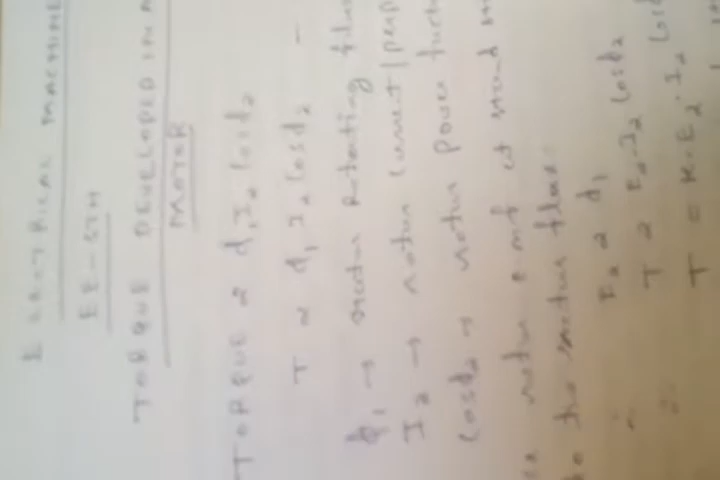 ELECTRICAL MACHINE
EE-5TH
TORQUE DEVELOPED IN A
MOTOR
TORQUE α ϕ₁ I₂ Cosϕ₂
T α ϕ₁ I₂ Cosϕ₂ -
ϕ₁ → stator rotating flux
I₂ → rotor current/
Cosϕ₂ → rotor power
rotor emf at stand
to the stator flux.
E₂ α ϕ₁
∴ T α E₂.I₂ Cosϕ₂
∴ T = K.E₂.I₂